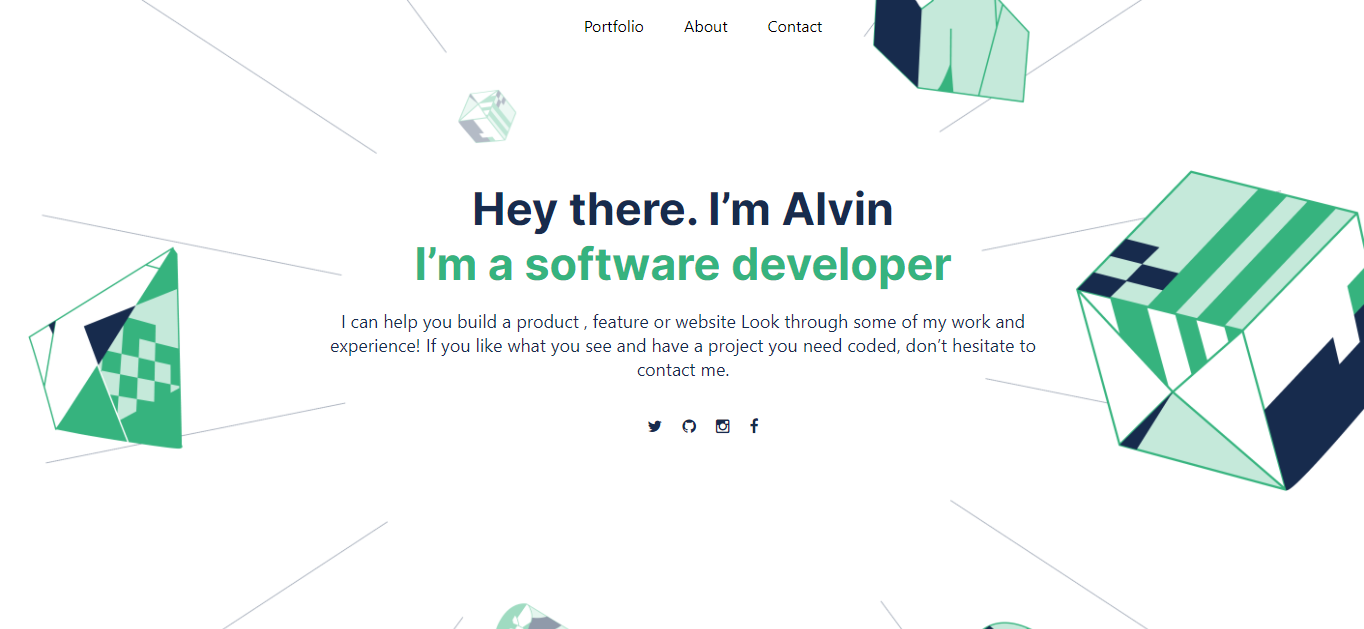 Portfolio About Contact
Hey there. I’m Alvin
I’m a software developer
I can help you build a product , feature or website Look through some of my work and
experience! If you like what you see and have a project you need coded, don’t hesitate to
contact me.